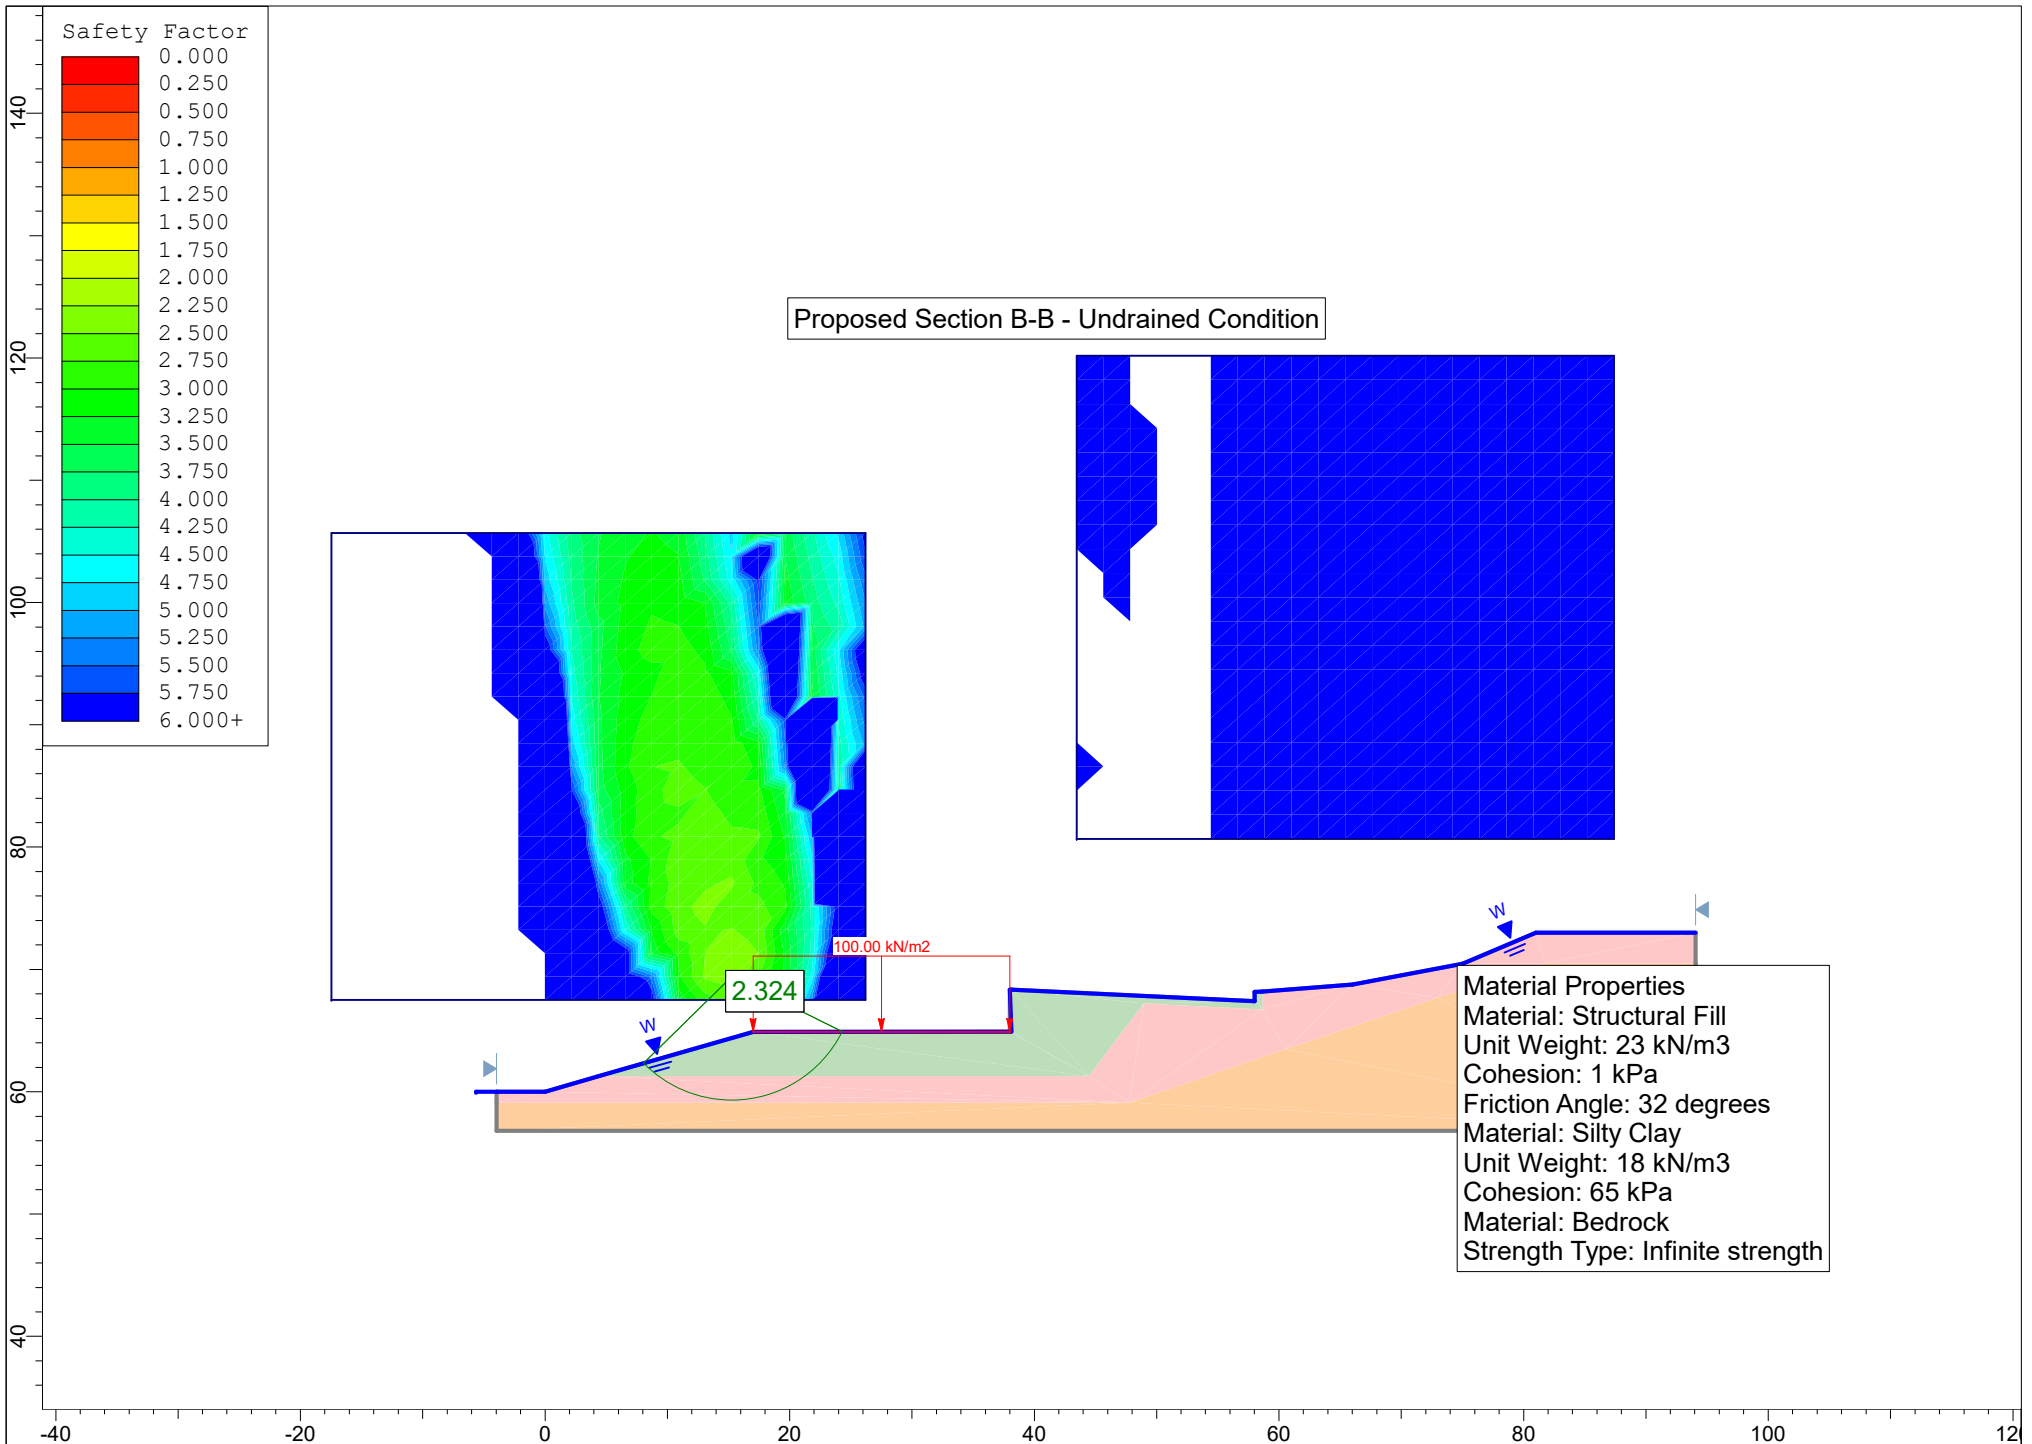 Safety Factor
0.000
0.250
0.500
0.750
1.000
1.250
1.500
1.750
2.000
2.250
2.500
2.750
3.000
3.250
3.500
3.750
4.000
4.250
4.500
4.750
5.000
5.250
5.500
5.750
6.000+
140
120
100
80
60
40
Proposed Section B-B - Undrained Condition
100.00 kN/m2
2.324
W
W
Material Properties
Material: Structural Fill
Unit Weight: 23 kN/m3
Cohesion: 1 kPa
Friction Angle: 32 degrees
Material: Silty Clay
Unit Weight: 18 kN/m3
Cohesion: 65 kPa
Material: Bedrock
Strength Type: Infinite strength
-40 -20 0 20 40 60 80 100 120